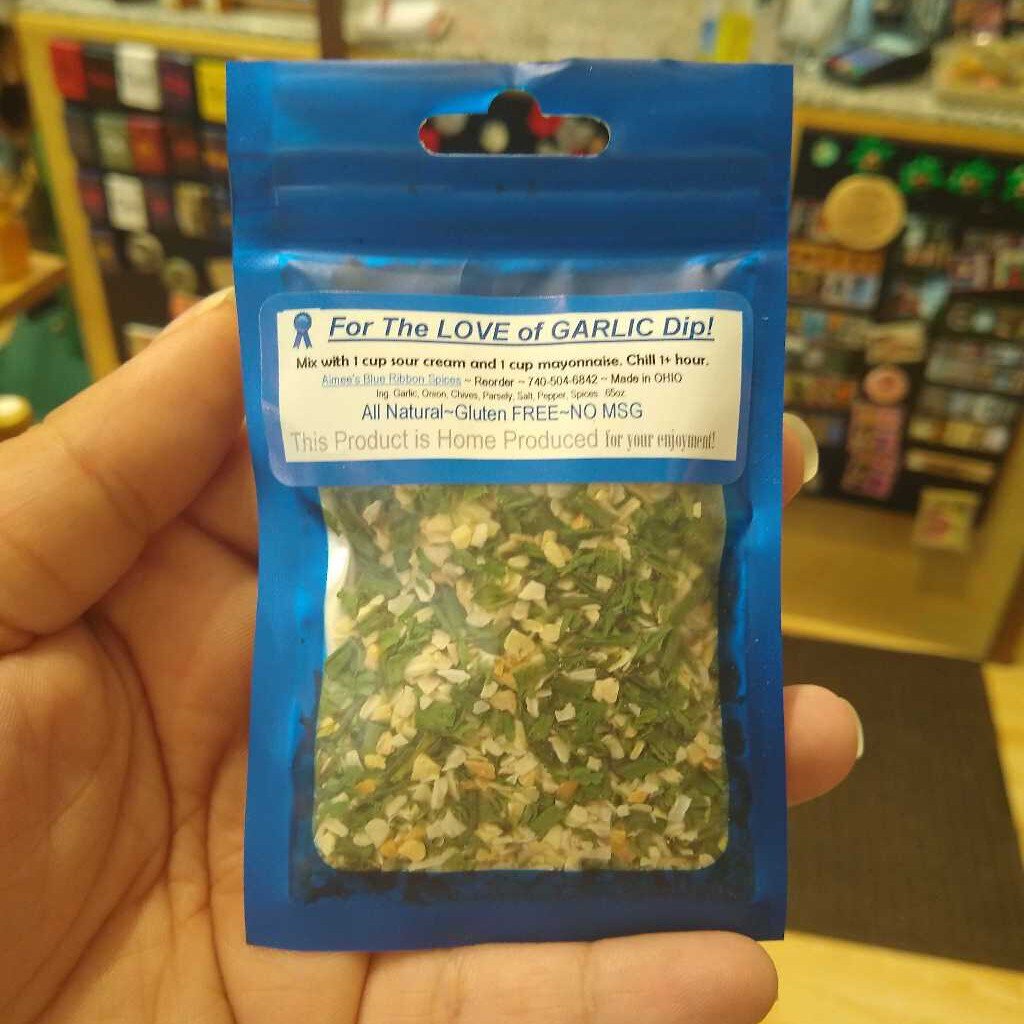 For The LOVE of GARLIC Dip!
Mix with 1 cup sour cream and 1 cup mayonnaise. Chill 1+ hour.
Aimee's Blue Ribbon Spices ~ Reorder ~ 740-504-6842 ~ Made in OHIO
Ing. Garlic, Onion, Chives, Parsely, Salt, Pepper, Spices .65oz.
All Natural~Gluten FREE~NO MSG
This Product is Home Produced for your enjoyment!